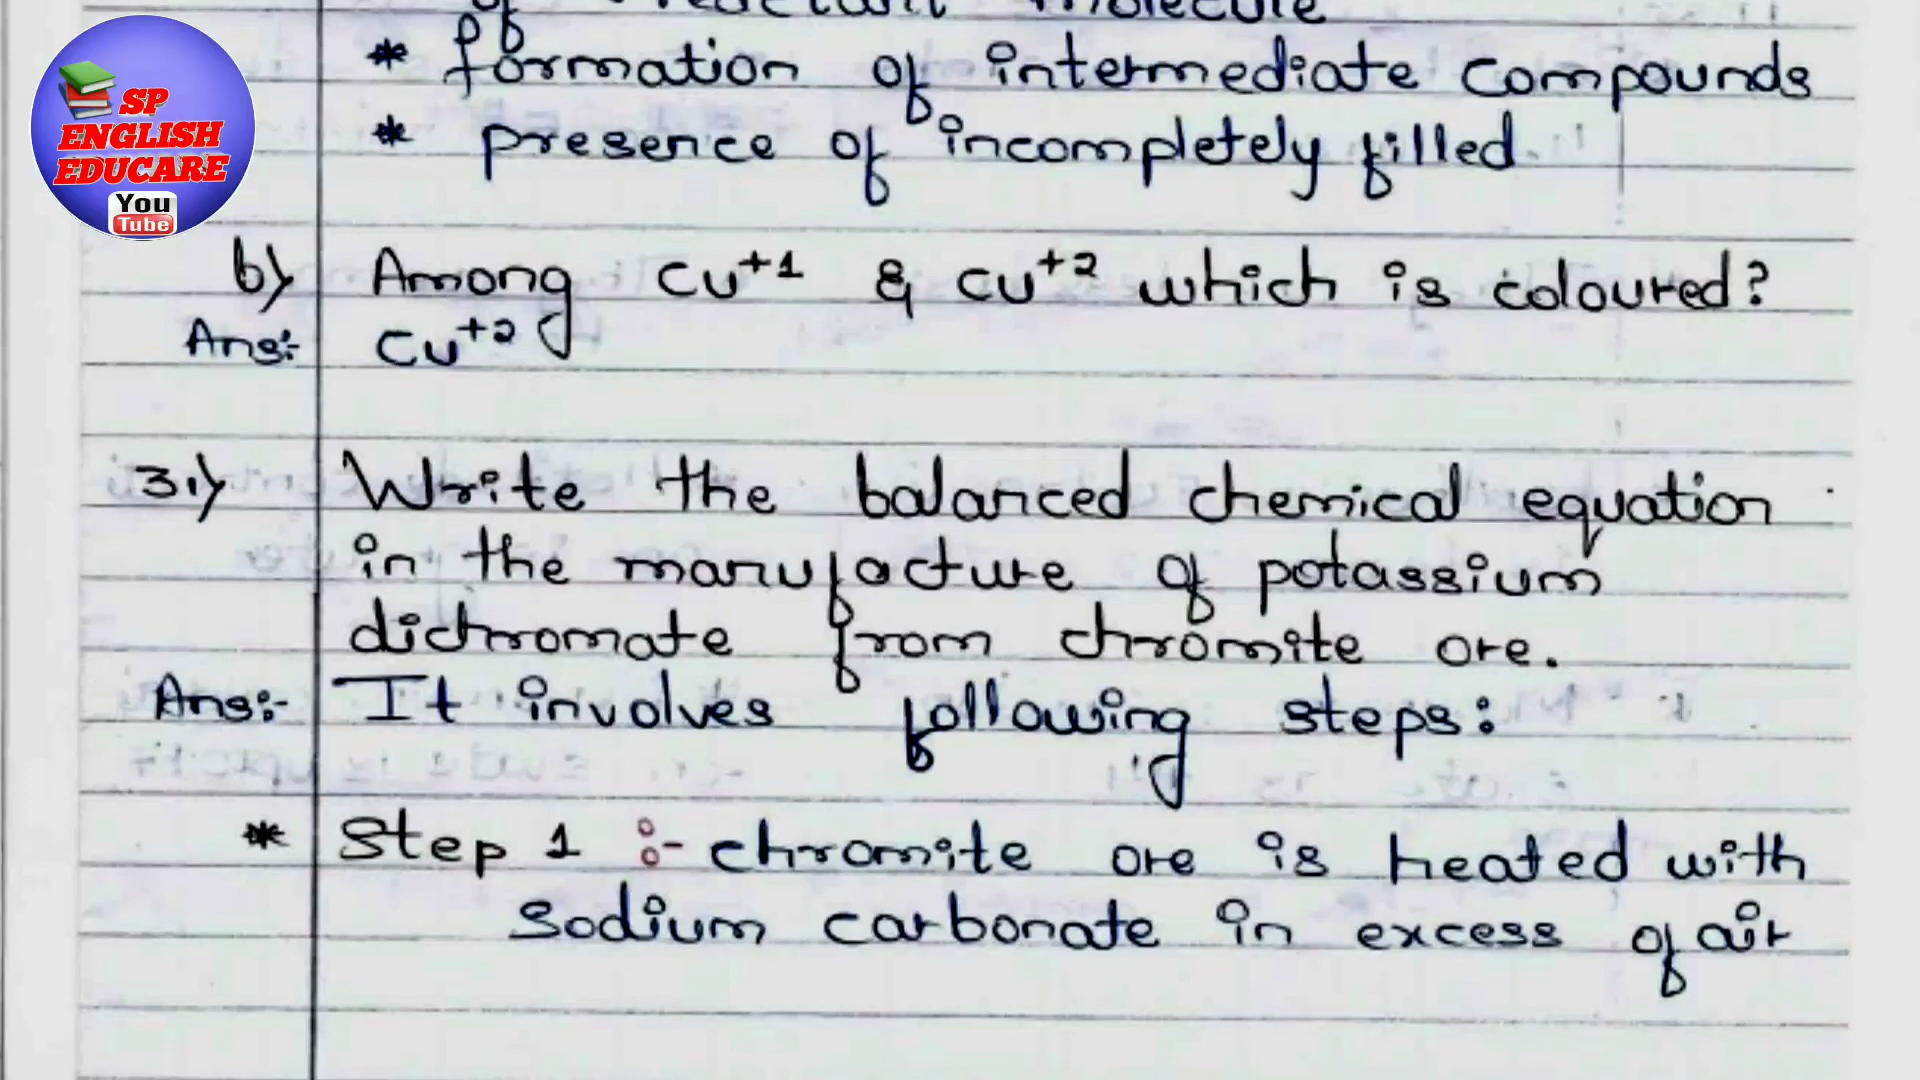 of reactant molecule
* formation of intermediate compounds
* presence of incompletely filled
b) Among Cu+1 & Cu+2 which is coloured?
Ans:- Cu+2
3.) Write the balanced chemical equation
in the manufacture of potassium
dichromate from chromite ore.
Ans:- It involves following steps:
* Step 1 :- chromite ore is heated with
sodium carbonate in excess of air
SP
ENGLISH
EDUCARE
You
Tube